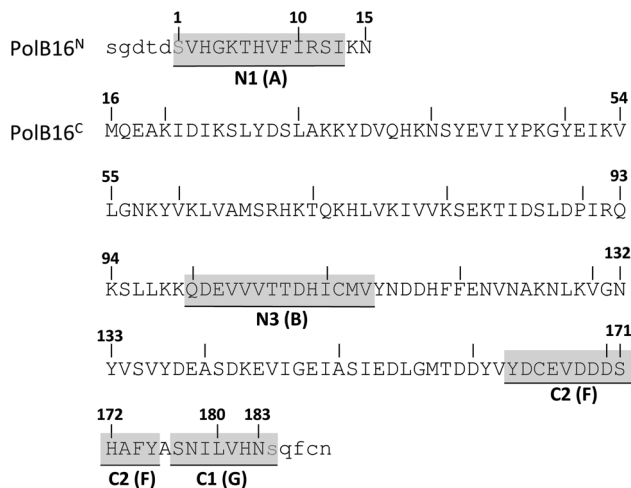 1 10 15
PolB16N sgdtdSVHGKTHVFIRSIKN
N1 (A)
16 54
PolB16C MQEAKIDIKSLYDSLAKKYDVQHKNSYEVIYPKGYEIKV
55 93
LGNKYVKLVAMSRHKTQKHLVKIVVKSEKTIDSLDPIRQ
94 132
KSLLKKQDEVVVTTDHICMVYNDDHFFENVNAKNLKVGN
N3 (B)
133 171
YVSVYDEASDKEVIGEIASIEDLGMTDDYVYDCEVDDDS
C2 (F)
172 180 183
HAFYASNILVHNsqfcn
C2 (F) C1 (G)